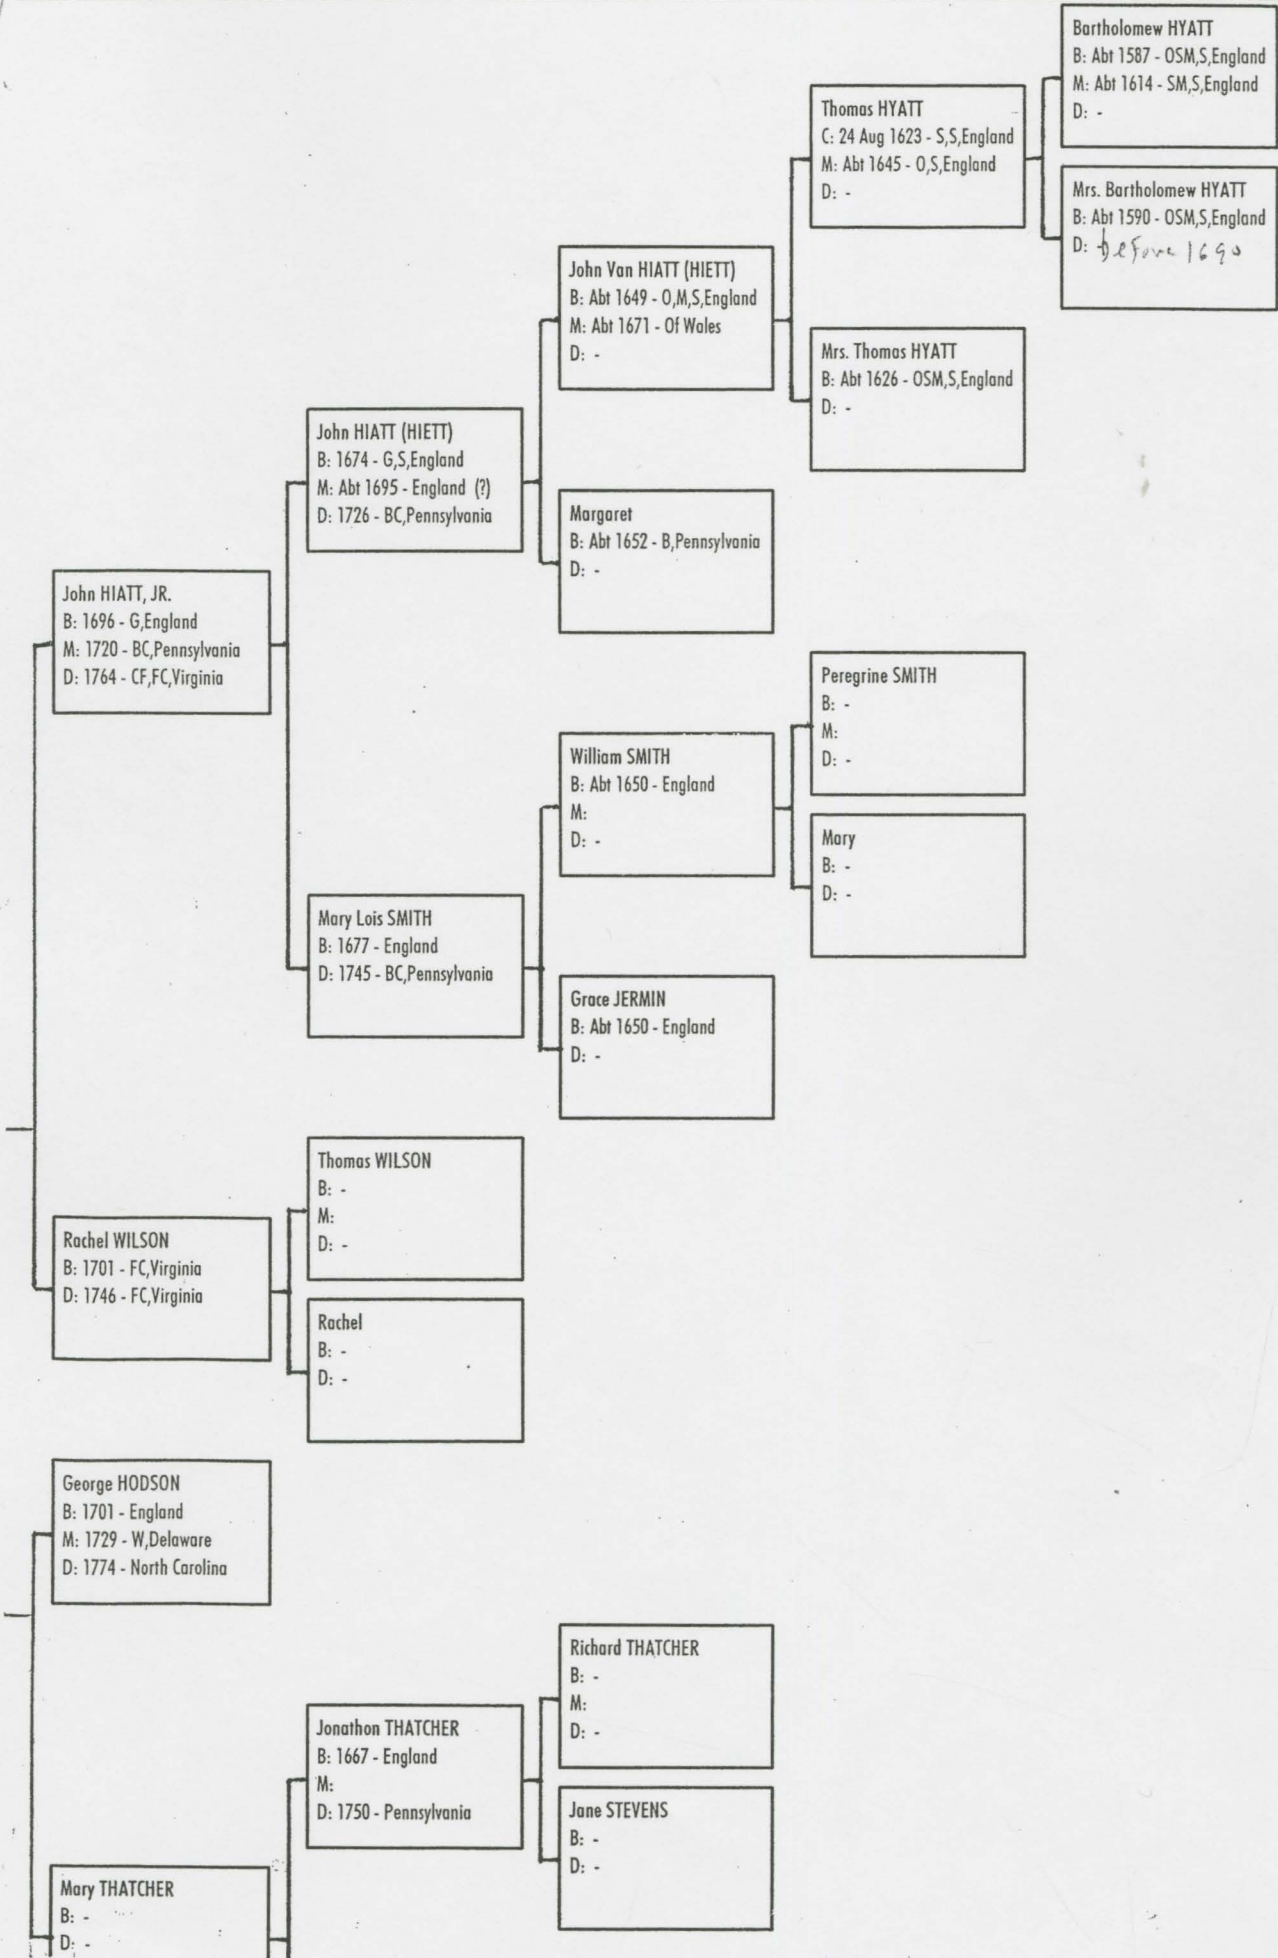 Bartholomew HYATT
B: Abt 1587 - OSM,S,England
M: Abt 1614 - SM,S,England
D: -
Thomas HYATT
C: 24 Aug 1623 - S,S,England
M: Abt 1645 - O,S,England
D: -
Mrs. Bartholomew HYATT
B: Abt 1590 - OSM,S,England
D: before 1690
John Van HIATT (HIETT)
B: Abt 1649 - O,M,S,England
M: Abt 1671 - Of Wales
D: -
Mrs. Thomas HYATT
B: Abt 1626 - OSM,S,England
D: -
John HIATT (HIETT)
B: 1674 - G,S,England
M: Abt 1695 - England (?)
D: 1726 - BC,Pennsylvania
Margaret
B: Abt 1652 - B,Pennsylvania
D: -
John HIATT, JR.
B: 1696 - G,England
M: 1720 - BC,Pennsylvania
D: 1764 - CF,FC,Virginia
Peregrine SMITH
B: -
M:
D: -
William SMITH
B: Abt 1650 - England
M:
D: -
Mary
B: -
D: -
Mary Lois SMITH
B: 1677 - England
D: 1745 - BC,Pennsylvania
Grace JERMIN
B: Abt 1650 - England
D: -
Thomas WILSON
B: -
M:
D: -
Rachel WILSON
B: 1701 - FC,Virginia
D: 1746 - FC,Virginia
Rachel
B: -
D: -
George HODSON
B: 1701 - England
M: 1729 - W,Delaware
D: 1774 - North Carolina
Richard THATCHER
B: -
M:
D: -
Jonathon THATCHER
B: 1667 - England
M:
D: 1750 - Pennsylvania
Jane STEVENS
B: -
D: -
Mary THATCHER
B: -
D: -